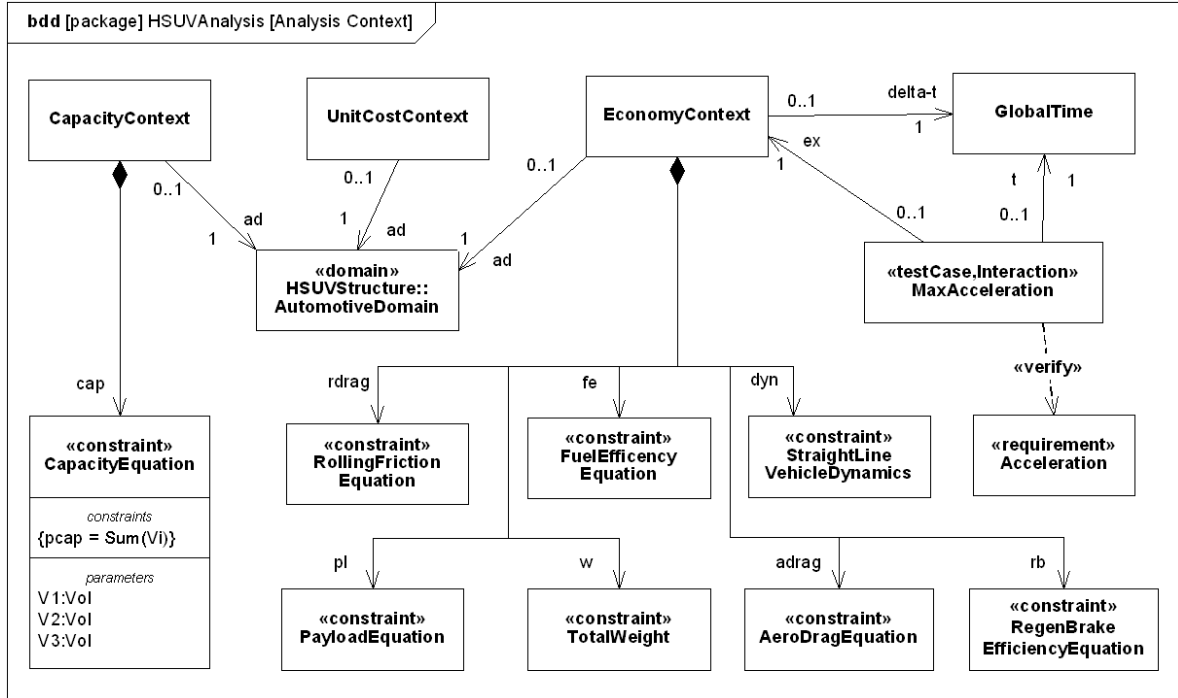 bdd [package] HSUVAnalysis [Analysis Context]
CapacityContext
UnitCostContext
EconomyContext
GlobalTime
0..1
delta-t
1
ex
1
0..1
ad
1
0..1
1
ad
0..1
1
ad
t
1
0..1
0..1
«domain»
HSUVStructure::
AutomotiveDomain
«testCase,Interaction»
MaxAcceleration
«verify»
cap
rdrag
fe
dyn
«constraint»
CapacityEquation
constraints
{pcap = Sum(Vi)}
parameters
V1:Vol
V2:Vol
V3:Vol
«constraint»
RollingFriction
Equation
«constraint»
FuelEfficency
Equation
«constraint»
StraightLine
VehicleDynamics
«requirement»
Acceleration
pl
w
adrag
rb
«constraint»
PayloadEquation
«constraint»
TotalWeight
«constraint»
AeroDragEquation
«constraint»
RegenBrake
EfficiencyEquation